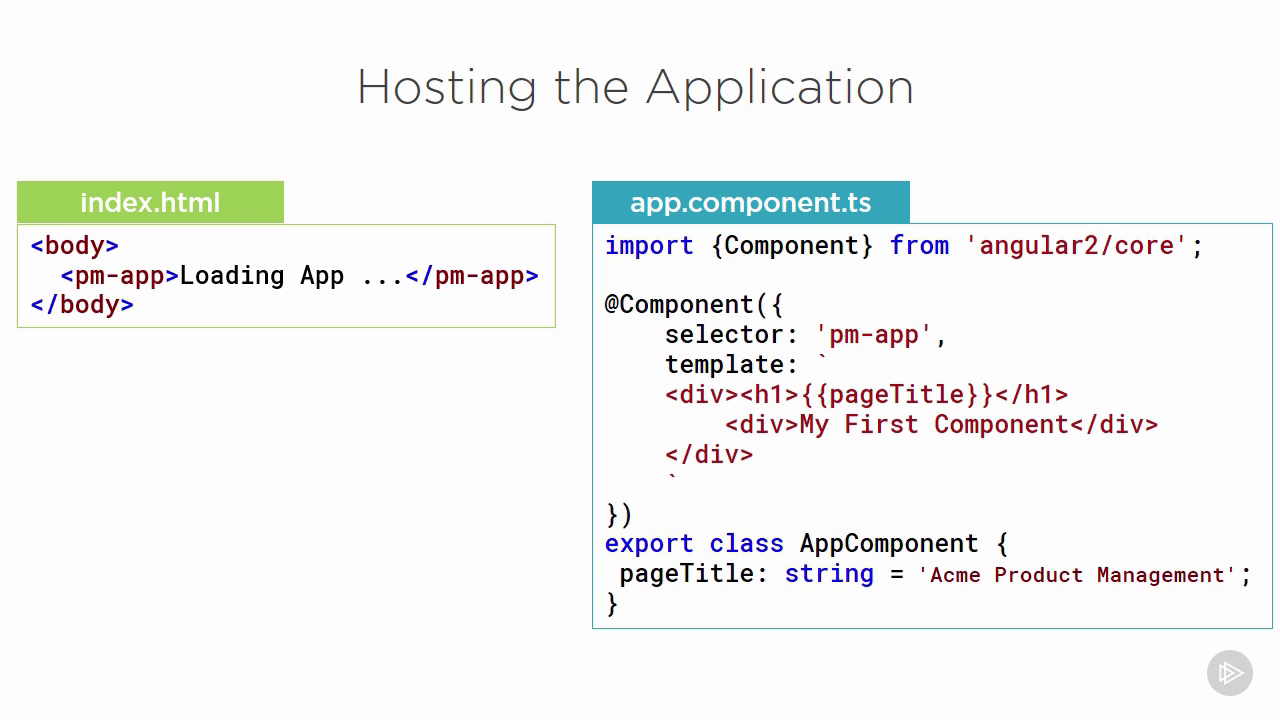 Hosting the Application
index.html
<body>
  <pm-app>Loading App ...</pm-app>
</body>
app.component.ts
import {Component} from 'angular2/core';

@Component({
    selector: 'pm-app',
    template: `
    <div><h1>{{pageTitle}}</h1>
        <div>My First Component</div>
    </div>
    `
})
export class AppComponent {
 pageTitle: string = 'Acme Product Management';
}